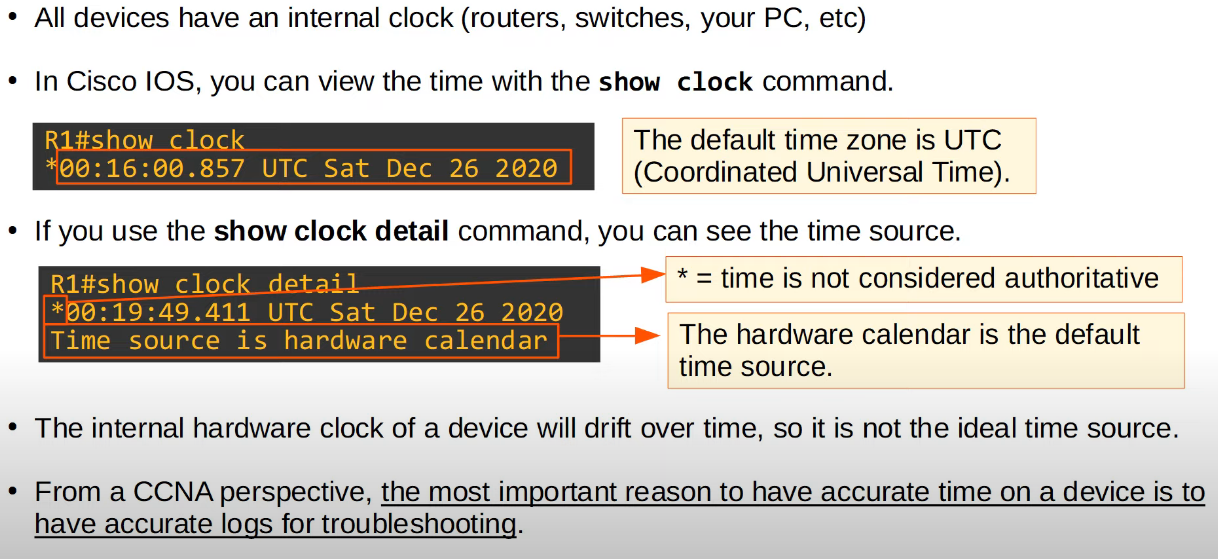 • All devices have an internal clock (routers, switches, your PC, etc)
• In Cisco IOS, you can view the time with the show clock command.
R1#show clock
*00:16:00.857 UTC Sat Dec 26 2020
The default time zone is UTC
(Coordinated Universal Time).
• If you use the show clock detail command, you can see the time source.
R1#show clock detail
*00:19:49.411 UTC Sat Dec 26 2020
Time source is hardware calendar
* = time is not considered authoritative
The hardware calendar is the default
time source.
• The internal hardware clock of a device will drift over time, so it is not the ideal time source.
• From a CCNA perspective, the most important reason to have accurate time on a device is to
have accurate logs for troubleshooting.